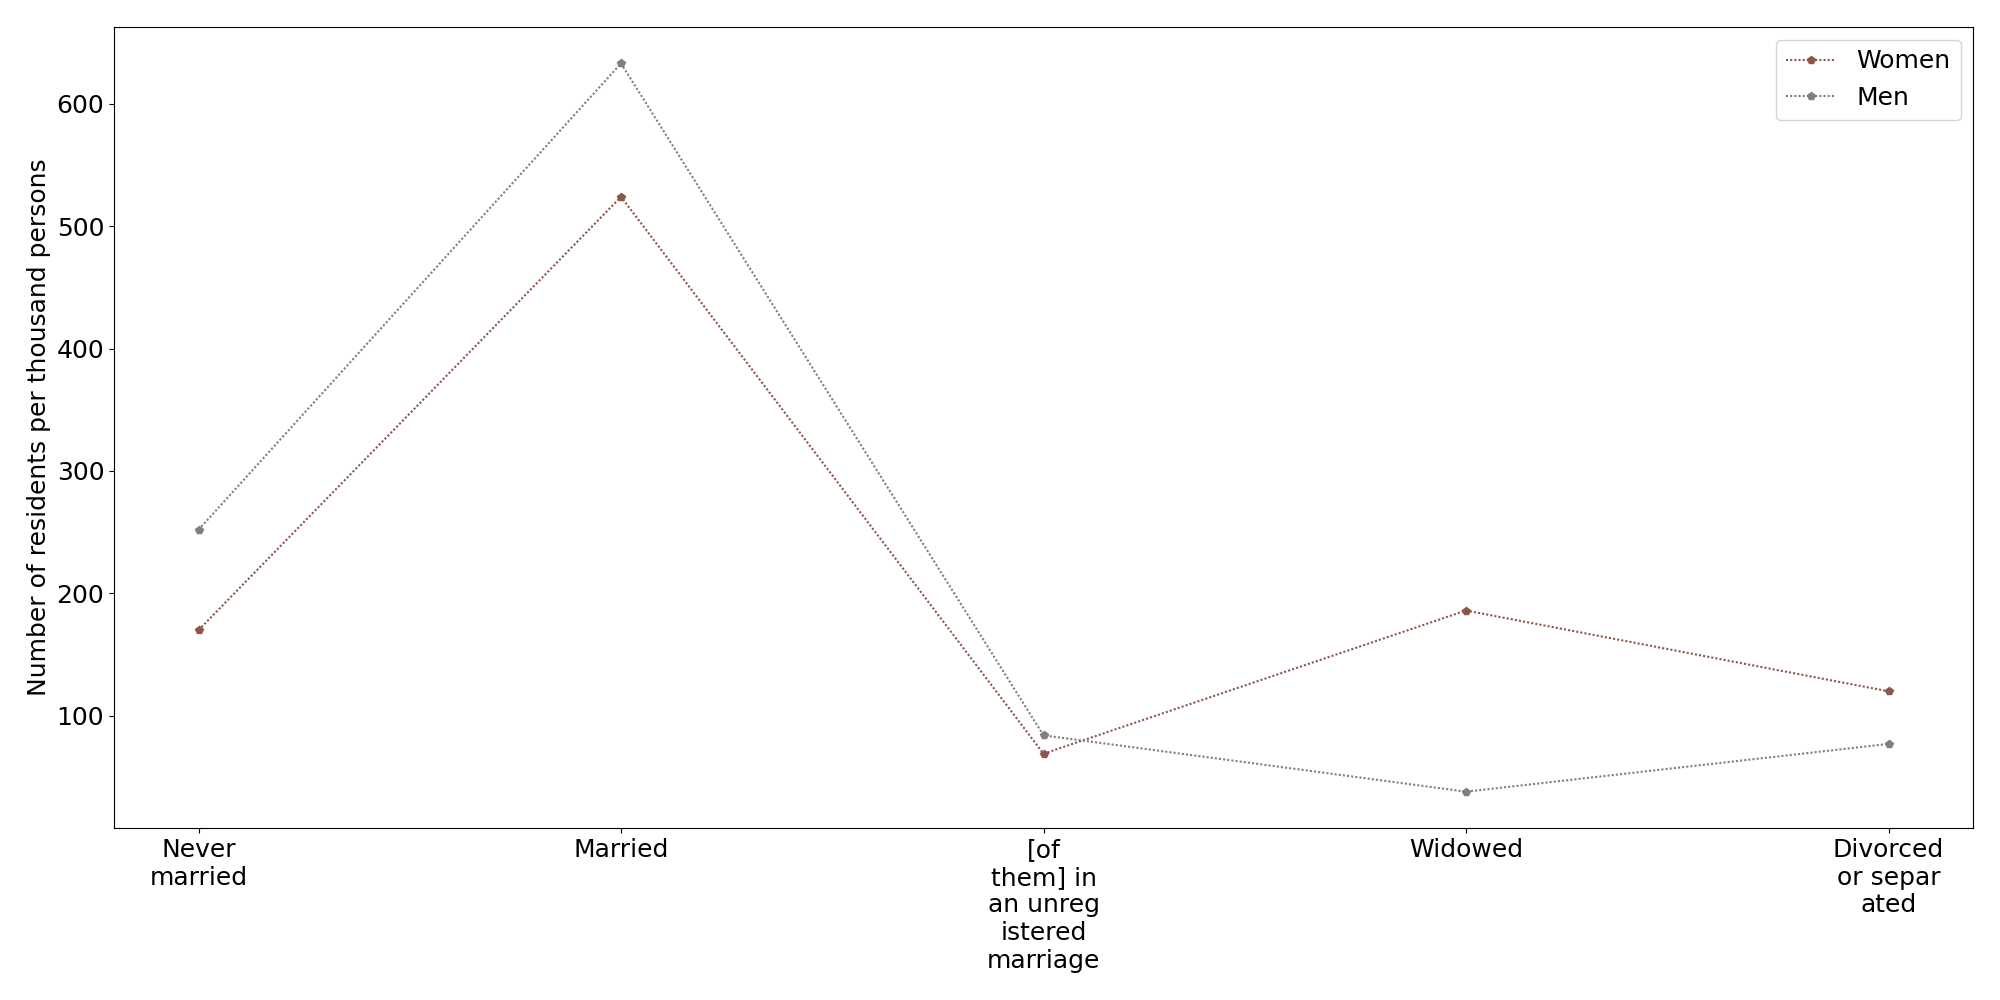 Women
Men
Number of residents per thousand persons
600
500
400
300
200
100
Never
married
Married
[of
them] in
an unreg
istered
marriage
Widowed
Divorced
or separ
ated